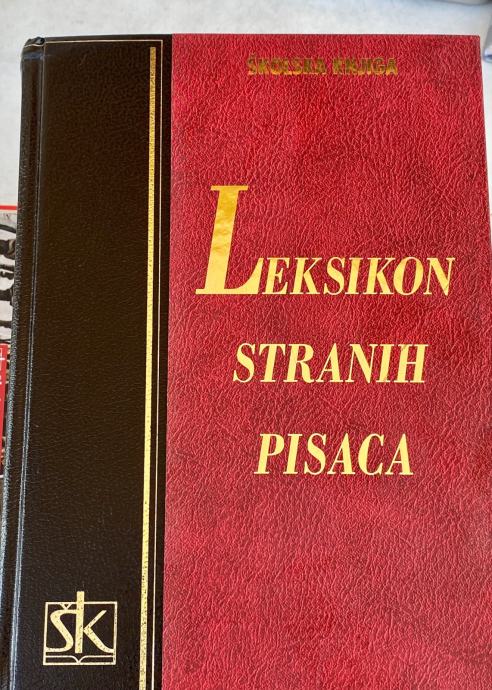 ŠKOLSKA KNJIGA
LEKSIKON
STRANIH
PISACA
šk